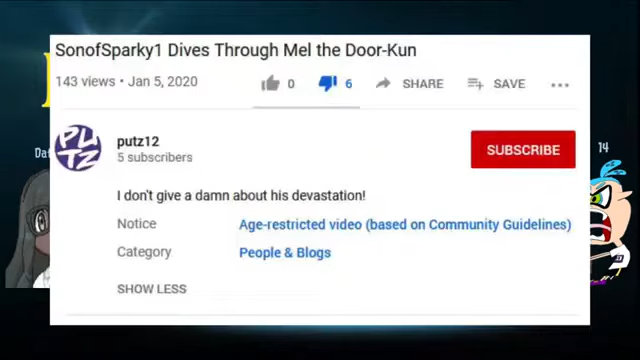 SonofSparky1 Dives Through Mel the Door-Kun
143 views • Jan 5, 2020
0 6 SHARE SAVE
PUTZ
putz12
5 subscribers
SUBSCRIBE
I don't give a damn about his devastation!
Notice Age-restricted video (based on Community Guidelines)
Category People & Blogs
SHOW LESS
14